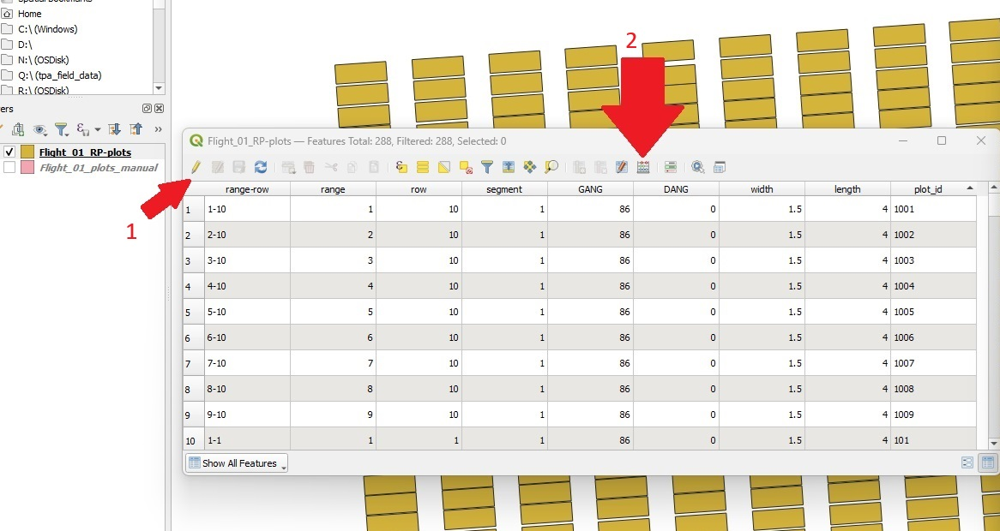 Home
C:\ (Windows)
D:\
N:\ (OSDisk)
Q:\ (tpa_field_data)
R:\ (OSDisk)
ers
Flight_01_RP-plots
Flight_01_plots_manual
1
2
Flight_01_RP-plots — Features Total: 288, Filtered: 288, Selected: 0
range-row range row segment GANG DANG width length plot_id
1 1-10 1 10 1 86 0 1.5 4 1001
2 2-10 2 10 1 86 0 1.5 4 1002
3 3-10 3 10 1 86 0 1.5 4 1003
4 4-10 4 10 1 86 0 1.5 4 1004
5 5-10 5 10 1 86 0 1.5 4 1005
6 6-10 6 10 1 86 0 1.5 4 1006
7 7-10 7 10 1 86 0 1.5 4 1007
8 8-10 8 10 1 86 0 1.5 4 1008
9 9-10 9 10 1 86 0 1.5 4 1009
10 1-1 1 1 1 86 0 1.5 4 101
Show All Features